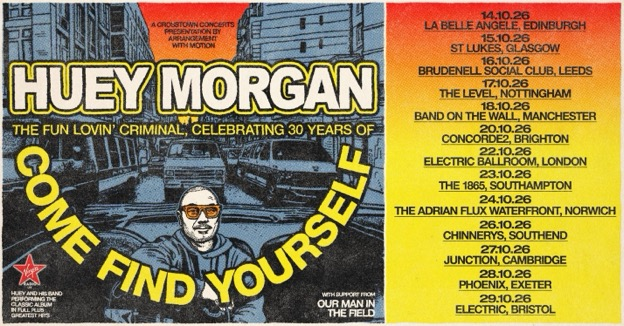 A CROSSTOWN CONCERTS
PRESENTATION BY
ARRANGEMENT
WITH MOTION
HUEY MORGAN
THE FUN LOVIN' CRIMINAL, CELEBRATING 30 YEARS OF
COME FIND YOURSELF
Virgin
RADIO
HUEY AND HIS BAND
PERFORMING THE
CLASSIC ALBUM
IN FULL PLUS
GREATEST HITS
WITH SUPPORT FROM
OUR MAN IN
THE FIELD
14.10.26
LA BELLE ANGELE, EDINBURGH
15.10.26
ST LUKES, GLASGOW
16.10.26
BRUDENELL SOCIAL CLUB, LEEDS
17.10.26
THE LEVEL, NOTTINGHAM
18.10.26
BAND ON THE WALL, MANCHESTER
20.10.26
CONCORDE2, BRIGHTON
22.10.26
ELECTRIC BALLROOM, LONDON
23.10.26
THE 1865, SOUTHAMPTON
24.10.26
THE ADRIAN FLUX WATERFRONT, NORWICH
26.10.26
CHINNERYS, SOUTHEND
27.10.26
JUNCTION, CAMBRIDGE
28.10.26
PHOENIX, EXETER
29.10.26
ELECTRIC, BRISTOL